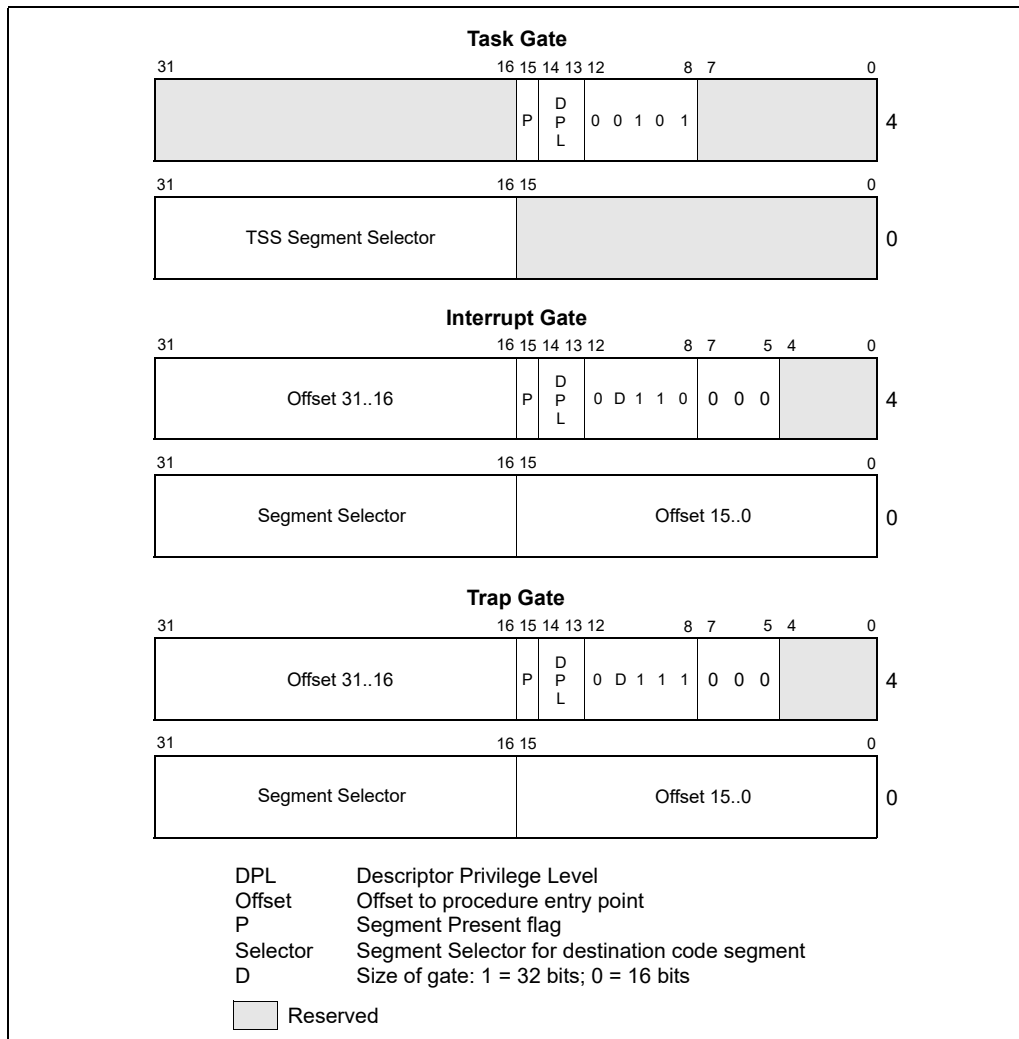 Task Gate
31 16 15 14 13 12 8 7 0
P DPL 0 0 1 0 1 4
31 16 15 0
TSS Segment Selector 0
Interrupt Gate
31 16 15 14 13 12 8 7 5 4 0
Offset 31..16 P DPL 0 D 1 1 0 0 0 0 4
31 16 15 0
Segment Selector Offset 15..0 0
Trap Gate
31 16 15 14 13 12 8 7 5 4 0
Offset 31..16 P DPL 0 D 1 1 1 0 0 0 4
31 16 15 0
Segment Selector Offset 15..0 0
DPL Descriptor Privilege Level
Offset Offset to procedure entry point
P Segment Present flag
Selector Segment Selector for destination code segment
D Size of gate: 1 = 32 bits; 0 = 16 bits
Reserved